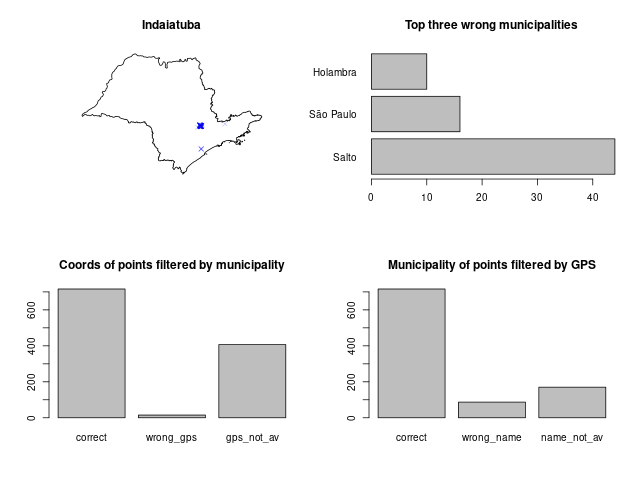 Indaiatuba
Top three wrong municipalities
Holambra
São Paulo
Salto
0 10 20 30 40
Coords of points filtered by municipality
600
400
200
0
correct wrong_gps gps_not_av
Municipality of points filtered by GPS
600
400
200
0
correct wrong_name name_not_av